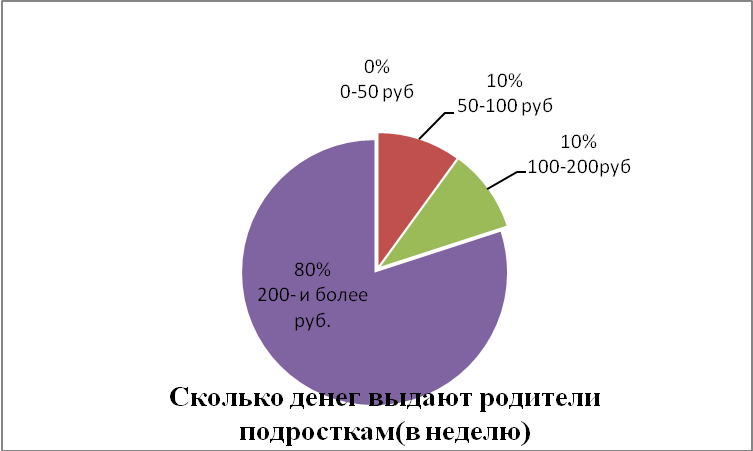 0%
0-50 руб
10%
50-100 руб
10%
100-200руб
80%
200- и более
руб.
Сколько денег выдают родители
подросткам(в неделю)